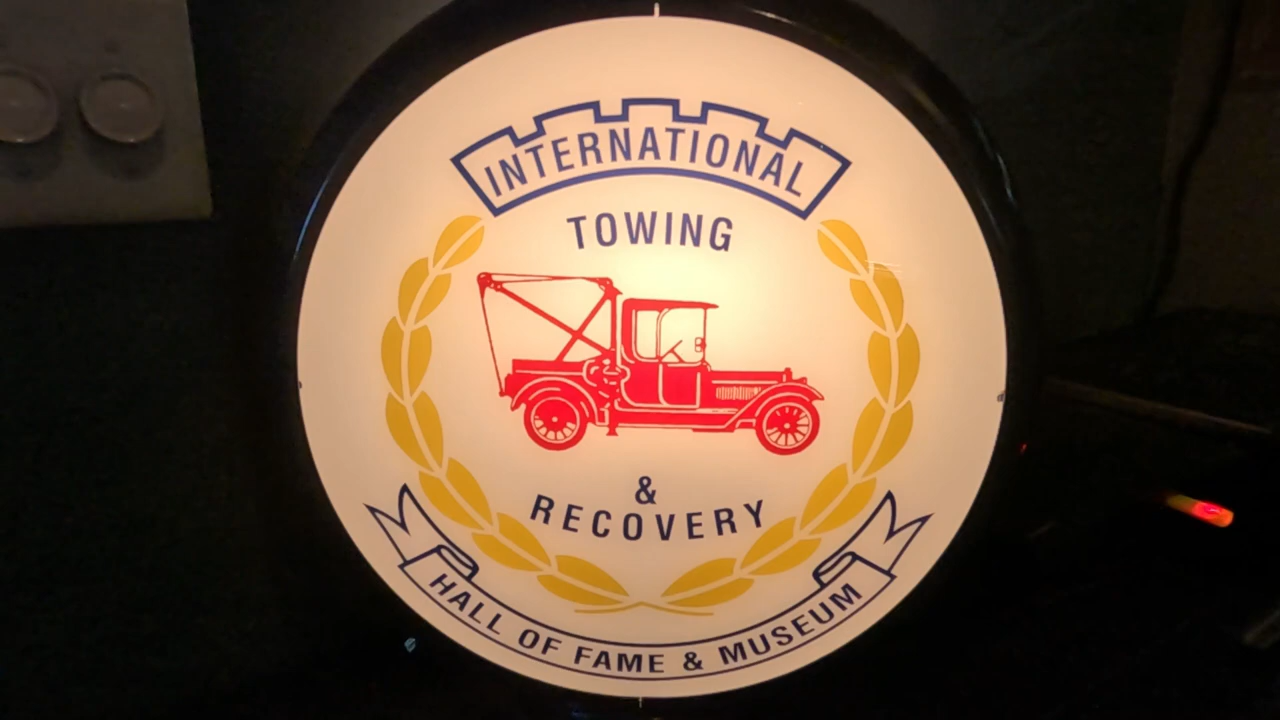 INTERNATIONAL
TOWING
&
RECOVERY
HALL OF FAME & MUSEUM